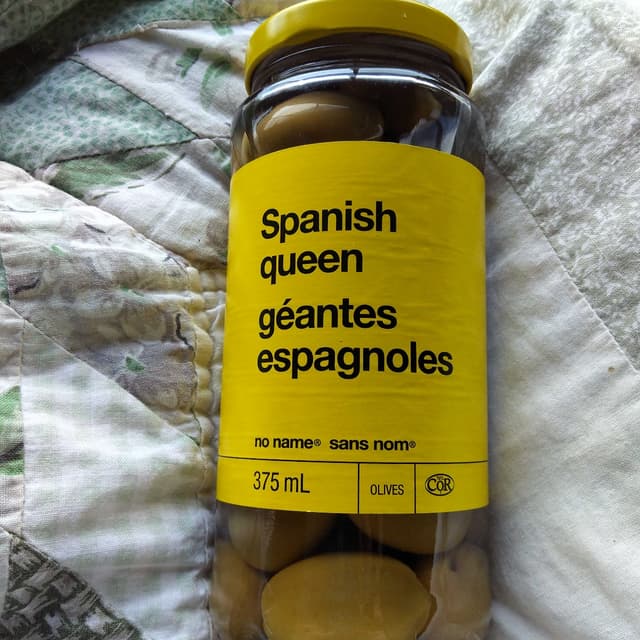 Spanish
queen
géantes
espagnoles
no name® sans nom®
375 mL
OLIVES
COR